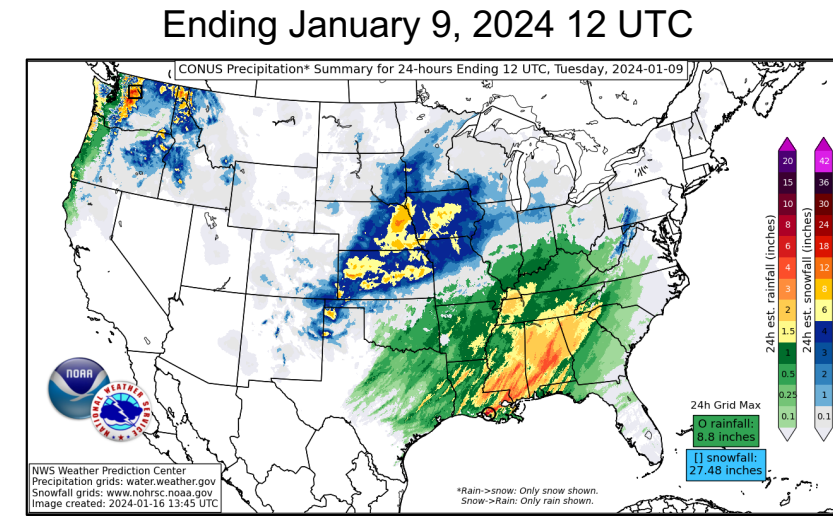 Ending January 9, 2024 12 UTC
CONUS Precipitation* Summary for 24-hours Ending 12 UTC, Tuesday, 2024-01-09
20
15
10
8
6
4
3
2
1.5
1
0.5
0.25
0.1
24h est. rainfall (inches)
42
36
30
24
18
12
8
6
4
3
2
1
0.1
24h est. snowfall (inches)
NOAA
NATIONAL WEATHER SERVICE
24h Grid Max
O rainfall:
8.8 inches
[] snowfall:
27.48 inches
NWS Weather Prediction Center
Precipitation grids: water.weather.gov
Snowfall grids: www.nohrsc.noaa.gov
Image created: 2024-01-16 13:45 UTC
*Rain->snow: Only snow shown.
Snow->Rain: Only rain shown.